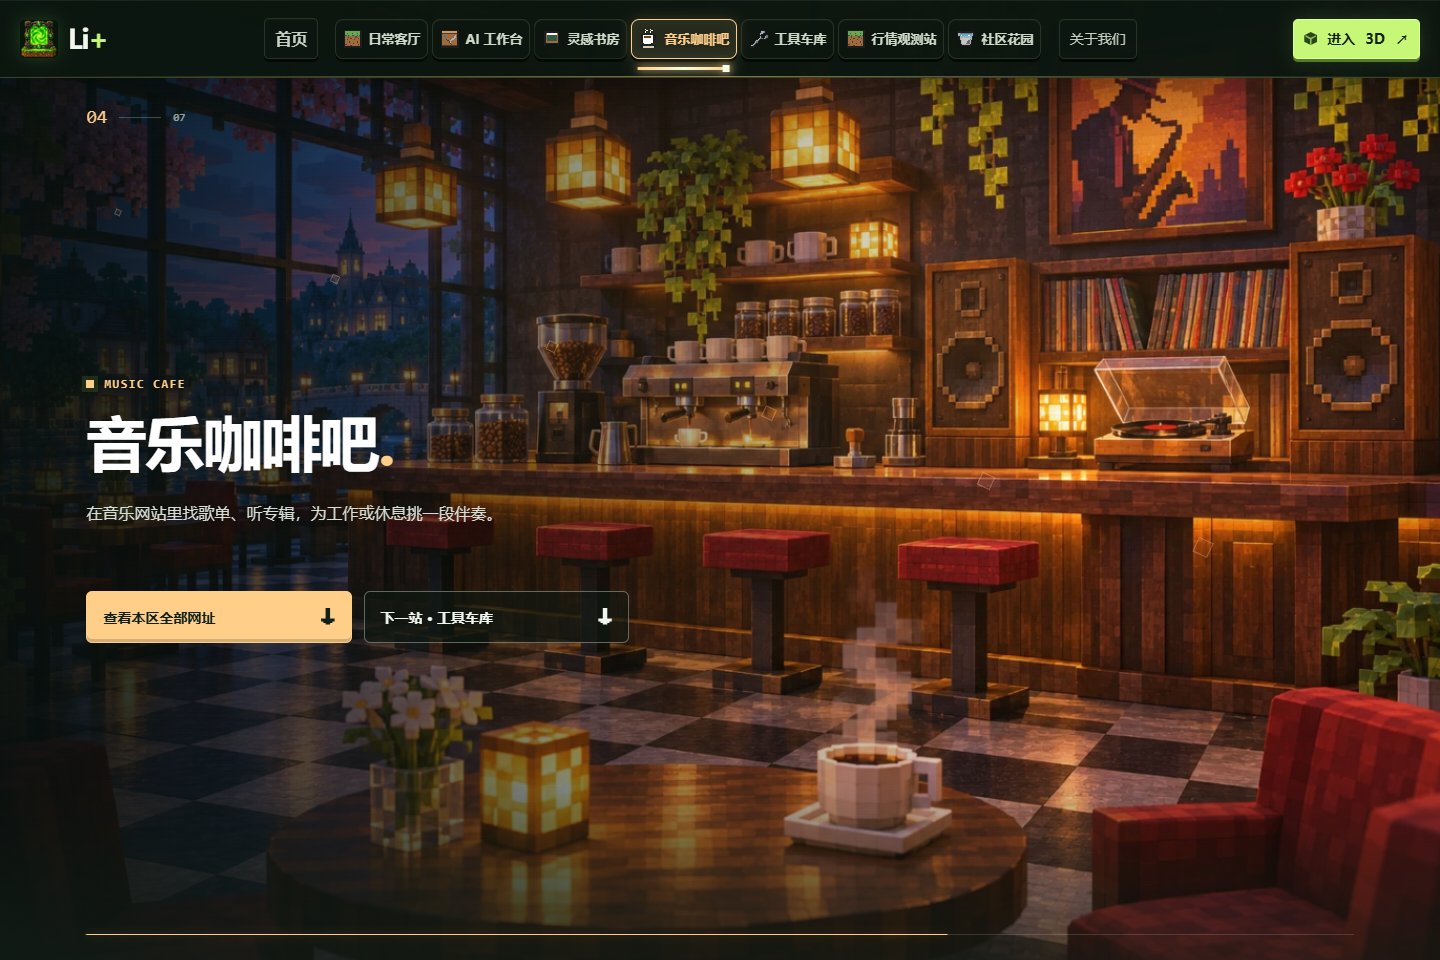 Li+
首页
日常客厅
AI 工作台
灵感书房
音乐咖啡吧
工具车库
行情观测站
社区花园
关于我们
进入 3D ↗
04
07
MUSIC CAFE
音乐咖啡吧.
在音乐网站里找歌单、听专辑，为工作或休息挑一段伴奏。
查看本区全部网址
下一站 • 工具车库